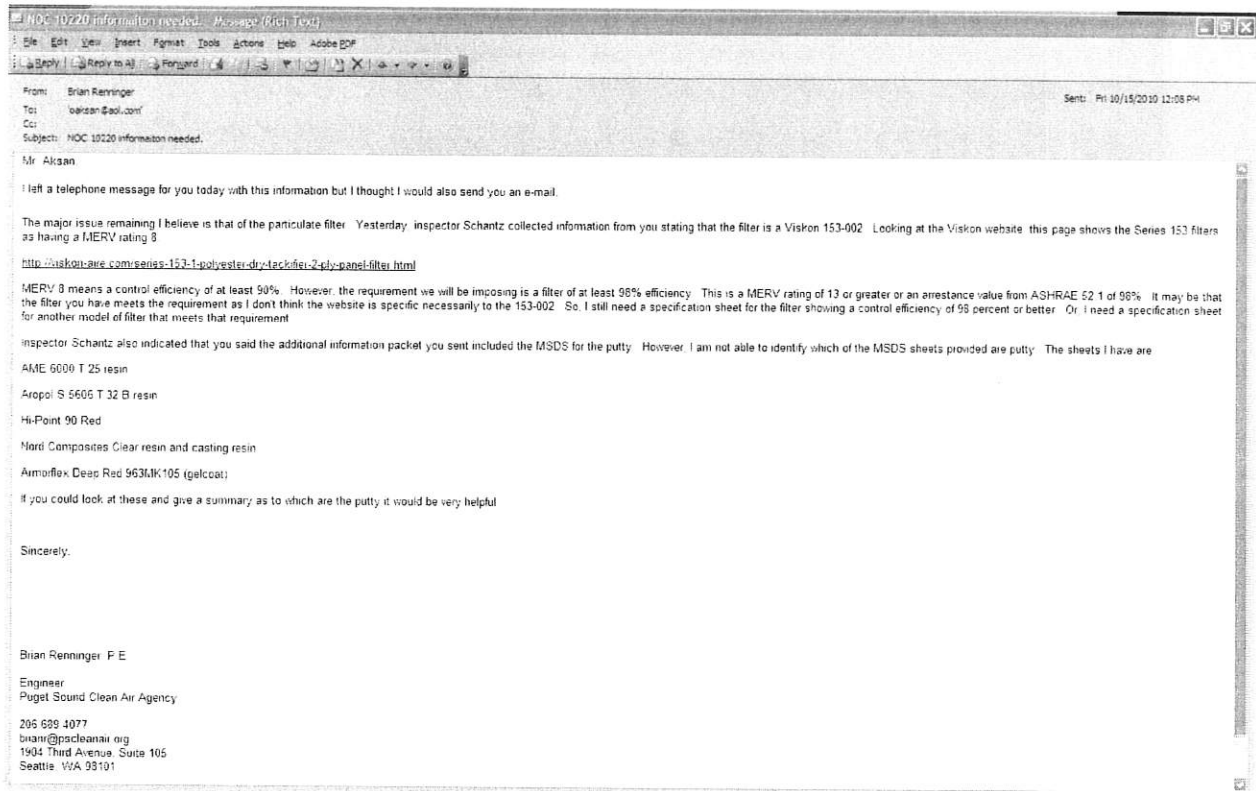 NOC 10220 informaiton needed. - Message (Rich Text)
File Edit View Insert Format Tools Actions Help Adobe PDF
Reply Reply to All Forward
From: Brian Renninger
Sent: Fri 10/15/2010 12:08 PM
To: 'oaksan@aol.com'
Cc:
Subject: NOC 10220 informaiton needed.
Mr. Aksan
I left a telephone message for you today with this information but I thought I would also send you an e-mail.
The major issue remaining I believe is that of the particulate filter Yesterday inspector Schantz collected information from you stating that the filter is a Viskon 153-002 Looking at the Viskon website this page shows the Series 153 filters
as having a MERV rating 8
http://viskon-aire.com/series-153-1-polyester-dry-tackifier-2-ply-panel-filter.html
MERV 8 means a control efficiency of at least 90%. However, the requirement we will be imposing is a filter of at least 98% efficiency This is a MERV rating of 13 or greater or an arrestance value from ASHRAE 52.1 of 98% It may be that
the filter you have meets the requirement as I don't think the website is specific necessarily to the 153-002 So, I still need a specification sheet for the filter showing a control efficiency of 98 percent or better Or, I need a specification sheet
for another model of filter that meets that requirement
Inspector Schantz also indicated that you said the additional information packet you sent included the MSDS for the putty However, I am not able to identify which of the MSDS sheets provided are putty The sheets I have are
AME 6000 T 25 resin
Aropol S 5606 T 32 B resin
Hi-Point 90 Red
Nord Composites Clear resin and casting resin
Armorflex Deep Red 963MK105 (gelcoat)
If you could look at these and give a summary as to which are the putty it would be very helpful
Sincerely,
Brian Renninger P E
Engineer
Puget Sound Clean Air Agency
206 689 4077
brianr@pscleanair.org
1904 Third Avenue, Suite 105
Seattle, WA 98101